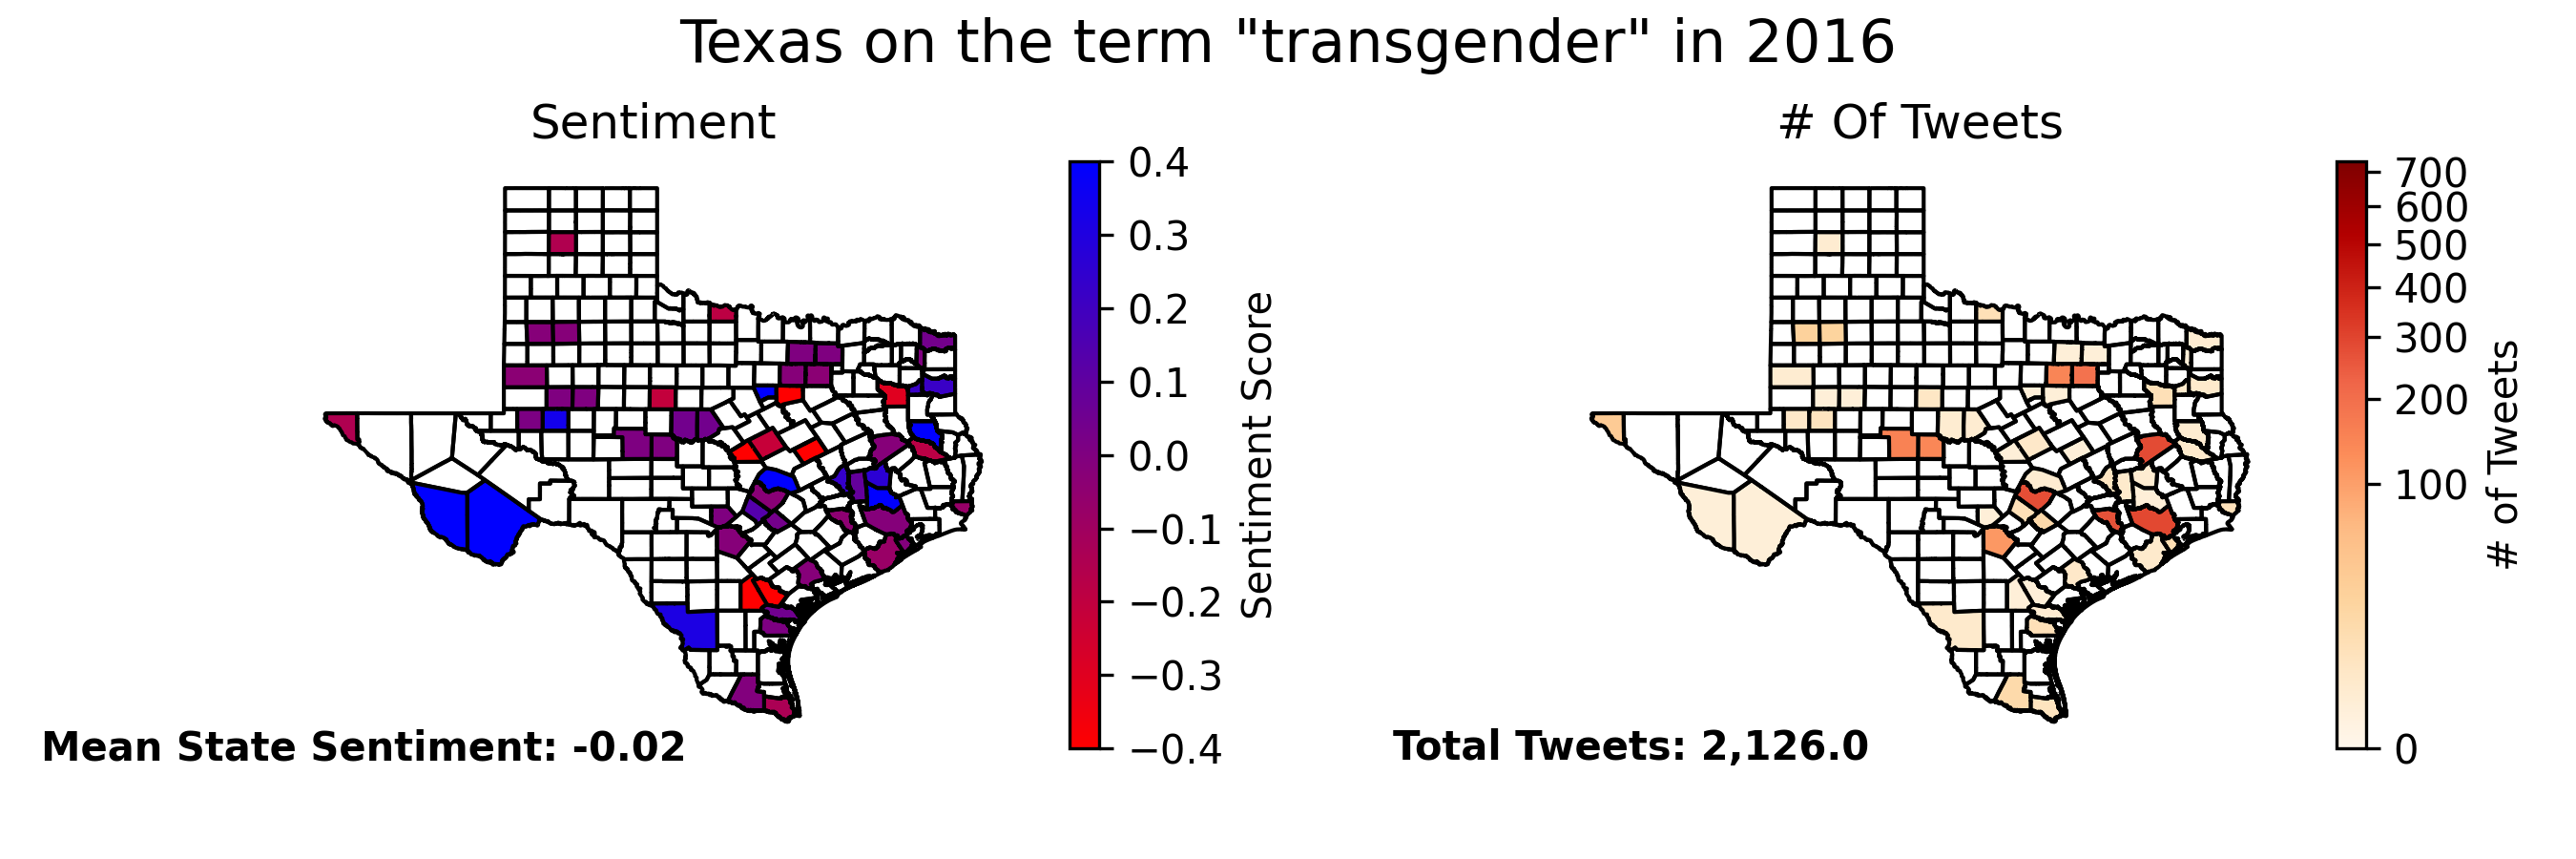 Texas on the term "transgender" in 2016
Sentiment
0.4
0.3
0.2
0.1
0.0
−0.1
−0.2
−0.3
−0.4
Sentiment Score
Mean State Sentiment: -0.02
# Of Tweets
700
600
500
400
300
200
100
0
# of Tweets
Total Tweets: 2,126.0